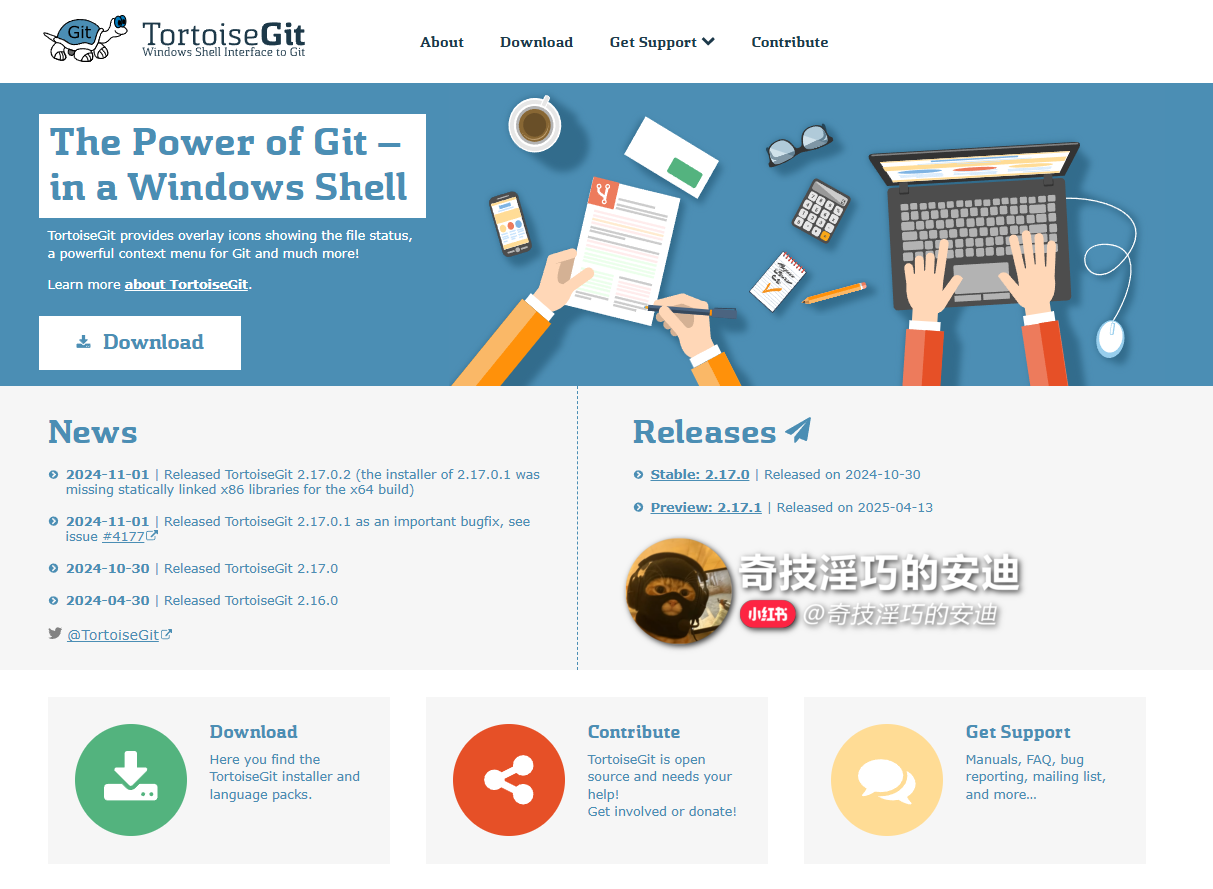 Git
TortoiseGit
Windows Shell Interface to Git
About
Download
Get Support
Contribute
The Power of Git –
in a Windows Shell
TortoiseGit provides overlay icons showing the file status,
a powerful context menu for Git and much more!
Learn more about TortoiseGit.
Download
News
2024-11-01 | Released TortoiseGit 2.17.0.2 (the installer of 2.17.0.1 was
missing statically linked x86 libraries for the x64 build)
2024-11-01 | Released TortoiseGit 2.17.0.1 as an important bugfix, see
issue #4177
2024-10-30 | Released TortoiseGit 2.17.0
2024-04-30 | Released TortoiseGit 2.16.0
@TortoiseGit
Releases
Stable: 2.17.0 | Released on 2024-10-30
Preview: 2.17.1 | Released on 2025-04-13
奇技淫巧的安迪
小红书 @奇技淫巧的安迪
Download
Here you find the
TortoiseGit installer and
language packs.
Contribute
TortoiseGit is open
source and needs your
help!
Get involved or donate!
Get Support
Manuals, FAQ, bug
reporting, mailing list,
and more...